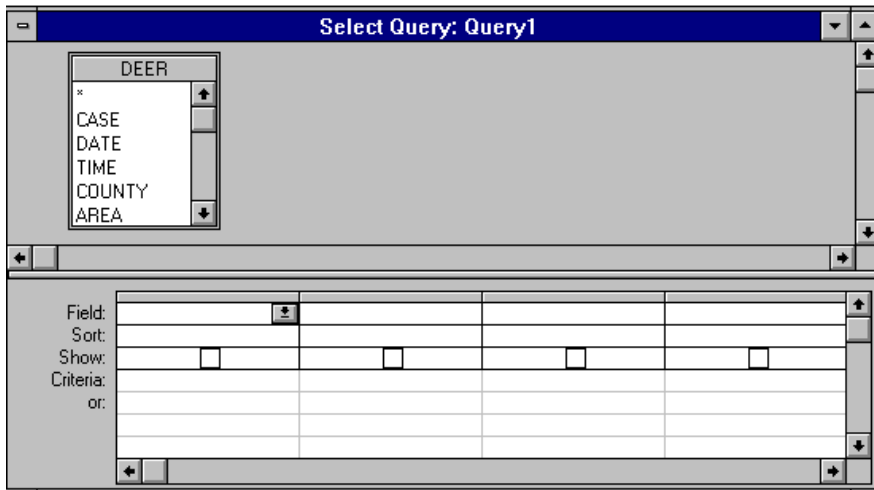 Select Query: Query1
DEER
*
CASE
DATE
TIME
COUNTY
AREA
Field:
Sort:
Show:
Criteria:
or: